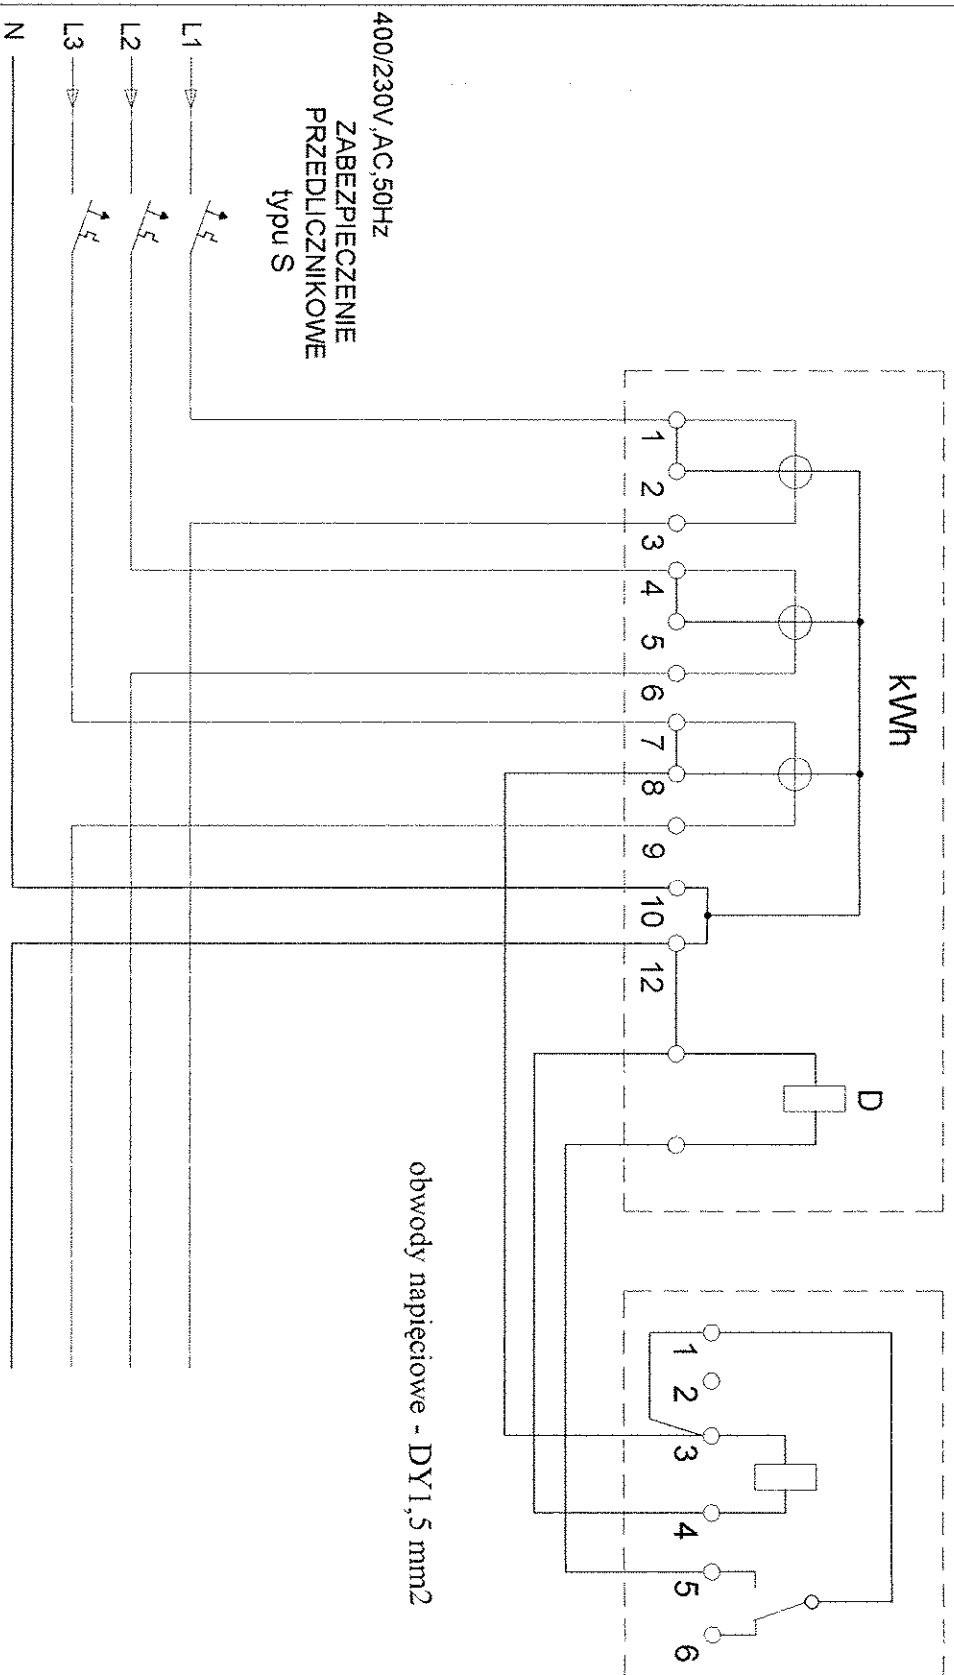 kWh
D
1
2
3
4
5
6
7
8
9
10
12
1
2
3
4
5
6
400/230V,AC,50Hz
ZABEZPIECZENIE
PRZEDLICZNIKOWE
typu S
obwody napięciowe - DY1,5 mm2
L1
L2
L3
N